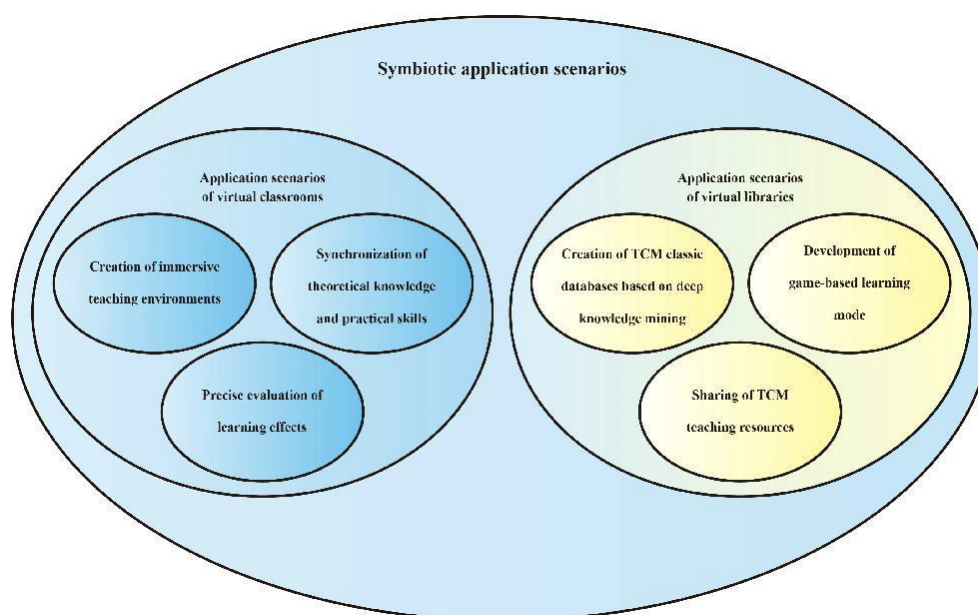 Symbiotic application scenarios
Application scenarios
of virtual classrooms
Creation of immersive
teaching environments
Synchronization of
theoretical knowledge
and practical skills
Precise evaluation of
learning effects
Application scenarios
of virtual libraries
Creation of TCM classic
databases based on deep
knowledge mining
Development of
game-based learning
mode
Sharing of TCM
teaching resources